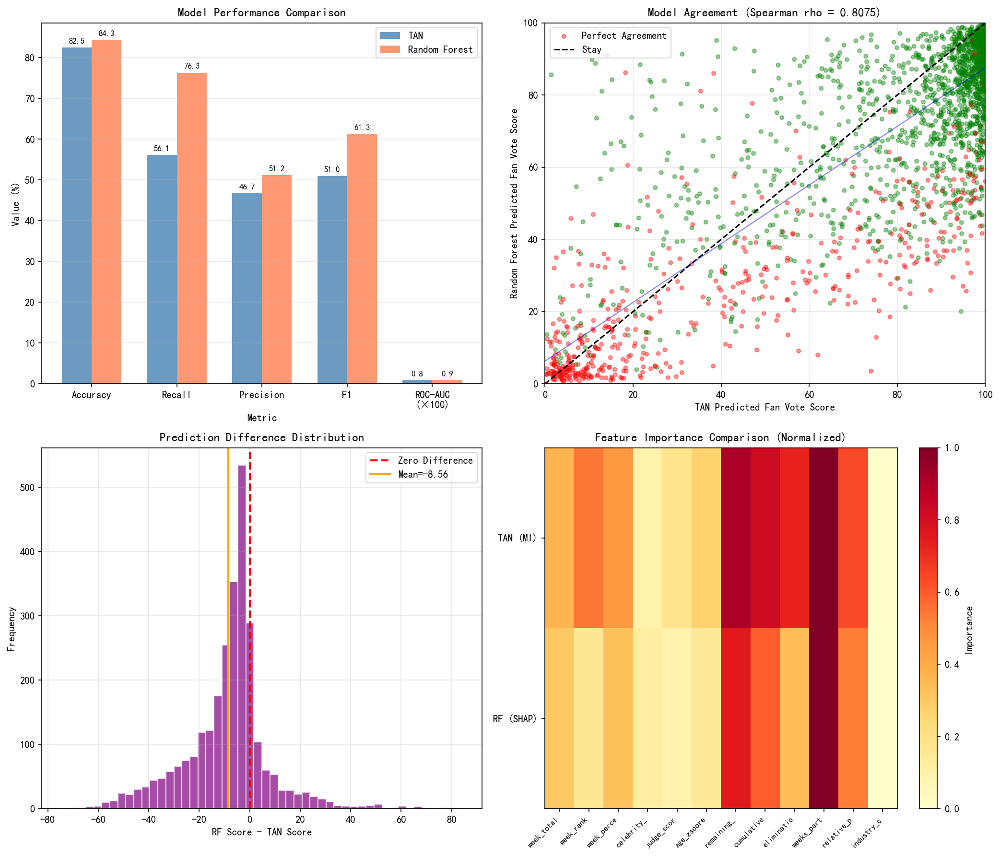 Model Performance Comparison
82.5
84.3
56.1
76.3
46.7
51.2
51.0
61.3
0.8
0.9
TAN
Random Forest
Value (%)
0
10
20
30
40
50
60
70
80
Accuracy
Recall
Precision
F1
ROC-AUC
(×100)
Metric
Model Agreement (Spearman rho = 0.8075)
Perfect Agreement
Stay
Random Forest Predicted Fan Vote Score
100
80
60
40
20
0
0
20
40
60
80
100
TAN Predicted Fan Vote Score
Prediction Difference Distribution
Zero Difference
Mean=-8.56
Frequency
500
400
300
200
100
0
-80
-60
-40
-20
0
20
40
60
80
RF Score - TAN Score
Feature Importance Comparison (Normalized)
TAN (MI)
RF (SHAP)
week_total
week_rank
week_perce
celebrity_
judge_scor
age_zscore
remaining_
cumulative
eliminatio
weeks_part
relative_p
industry_c
1.0
0.8
0.6
0.4
0.2
0.0
Importance